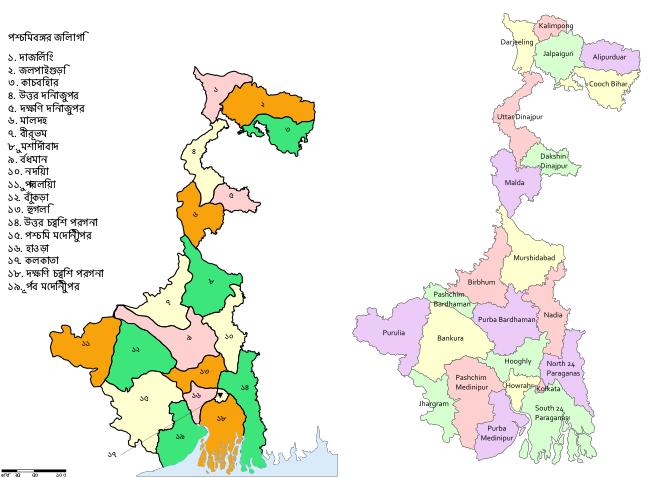 পশ্চিমবঙ্গের জেলাগুলি
১. দার্জিলিং
২. জলপাইগুড়ি
৩. কোচবিহার
৪. উত্তর দিনাজপুর
৫. দক্ষিণ দিনাজপুর
৬. মালদহ
৭. বীরভূম
৮. মুর্শিদাবাদ
৯. বর্ধমান
১০. নদিয়া
১১. পুরুলিয়া
১২. বাঁকুড়া
১৩. হুগলি
১৪. উত্তর চব্বিশ পরগনা
১৫. পশ্চিম মেদিনীপুর
১৬. হাওড়া
১৭. কলকাতা
১৮. দক্ষিণ চব্বিশ পরগনা
১৯. পূর্ব মেদিনীপুর
১
২
৩
৪
৫
৬
৭
৮
৯
১০
১১
১২
১৩
১৪
১৫
১৬
১৮
১৯
১৭
Kalimpong
Darjeeling
Jalpaiguri
Alipurduar
Cooch Bihar
Uttar Dinajpur
Dakshin
Dinajpur
Malda
Murshidabad
Birbhum
Pashchim
Bardhaman
Purba Bardhaman
Nadia
Purulia
Bankura
Hooghly
North 24
Paraganas
Pashchim
Medinipur
Howrah
Kolkata
Jhargram
South 24
Paraganas
Purba
Medinipur